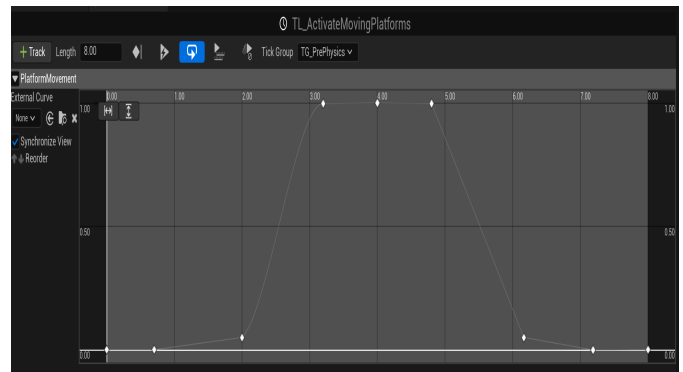 TL_ActivateMovingPlatforms
+ Track Length 8.00 Tick Group TG_PrePhysics
PlatformMovement
External Curve
None
Synchronize View
Reorder
0.00 1.00 2.00 3.00 4.00 5.00 6.00 7.00 8.00
1.00 1.00
0.50 0.50
0.00 0.00